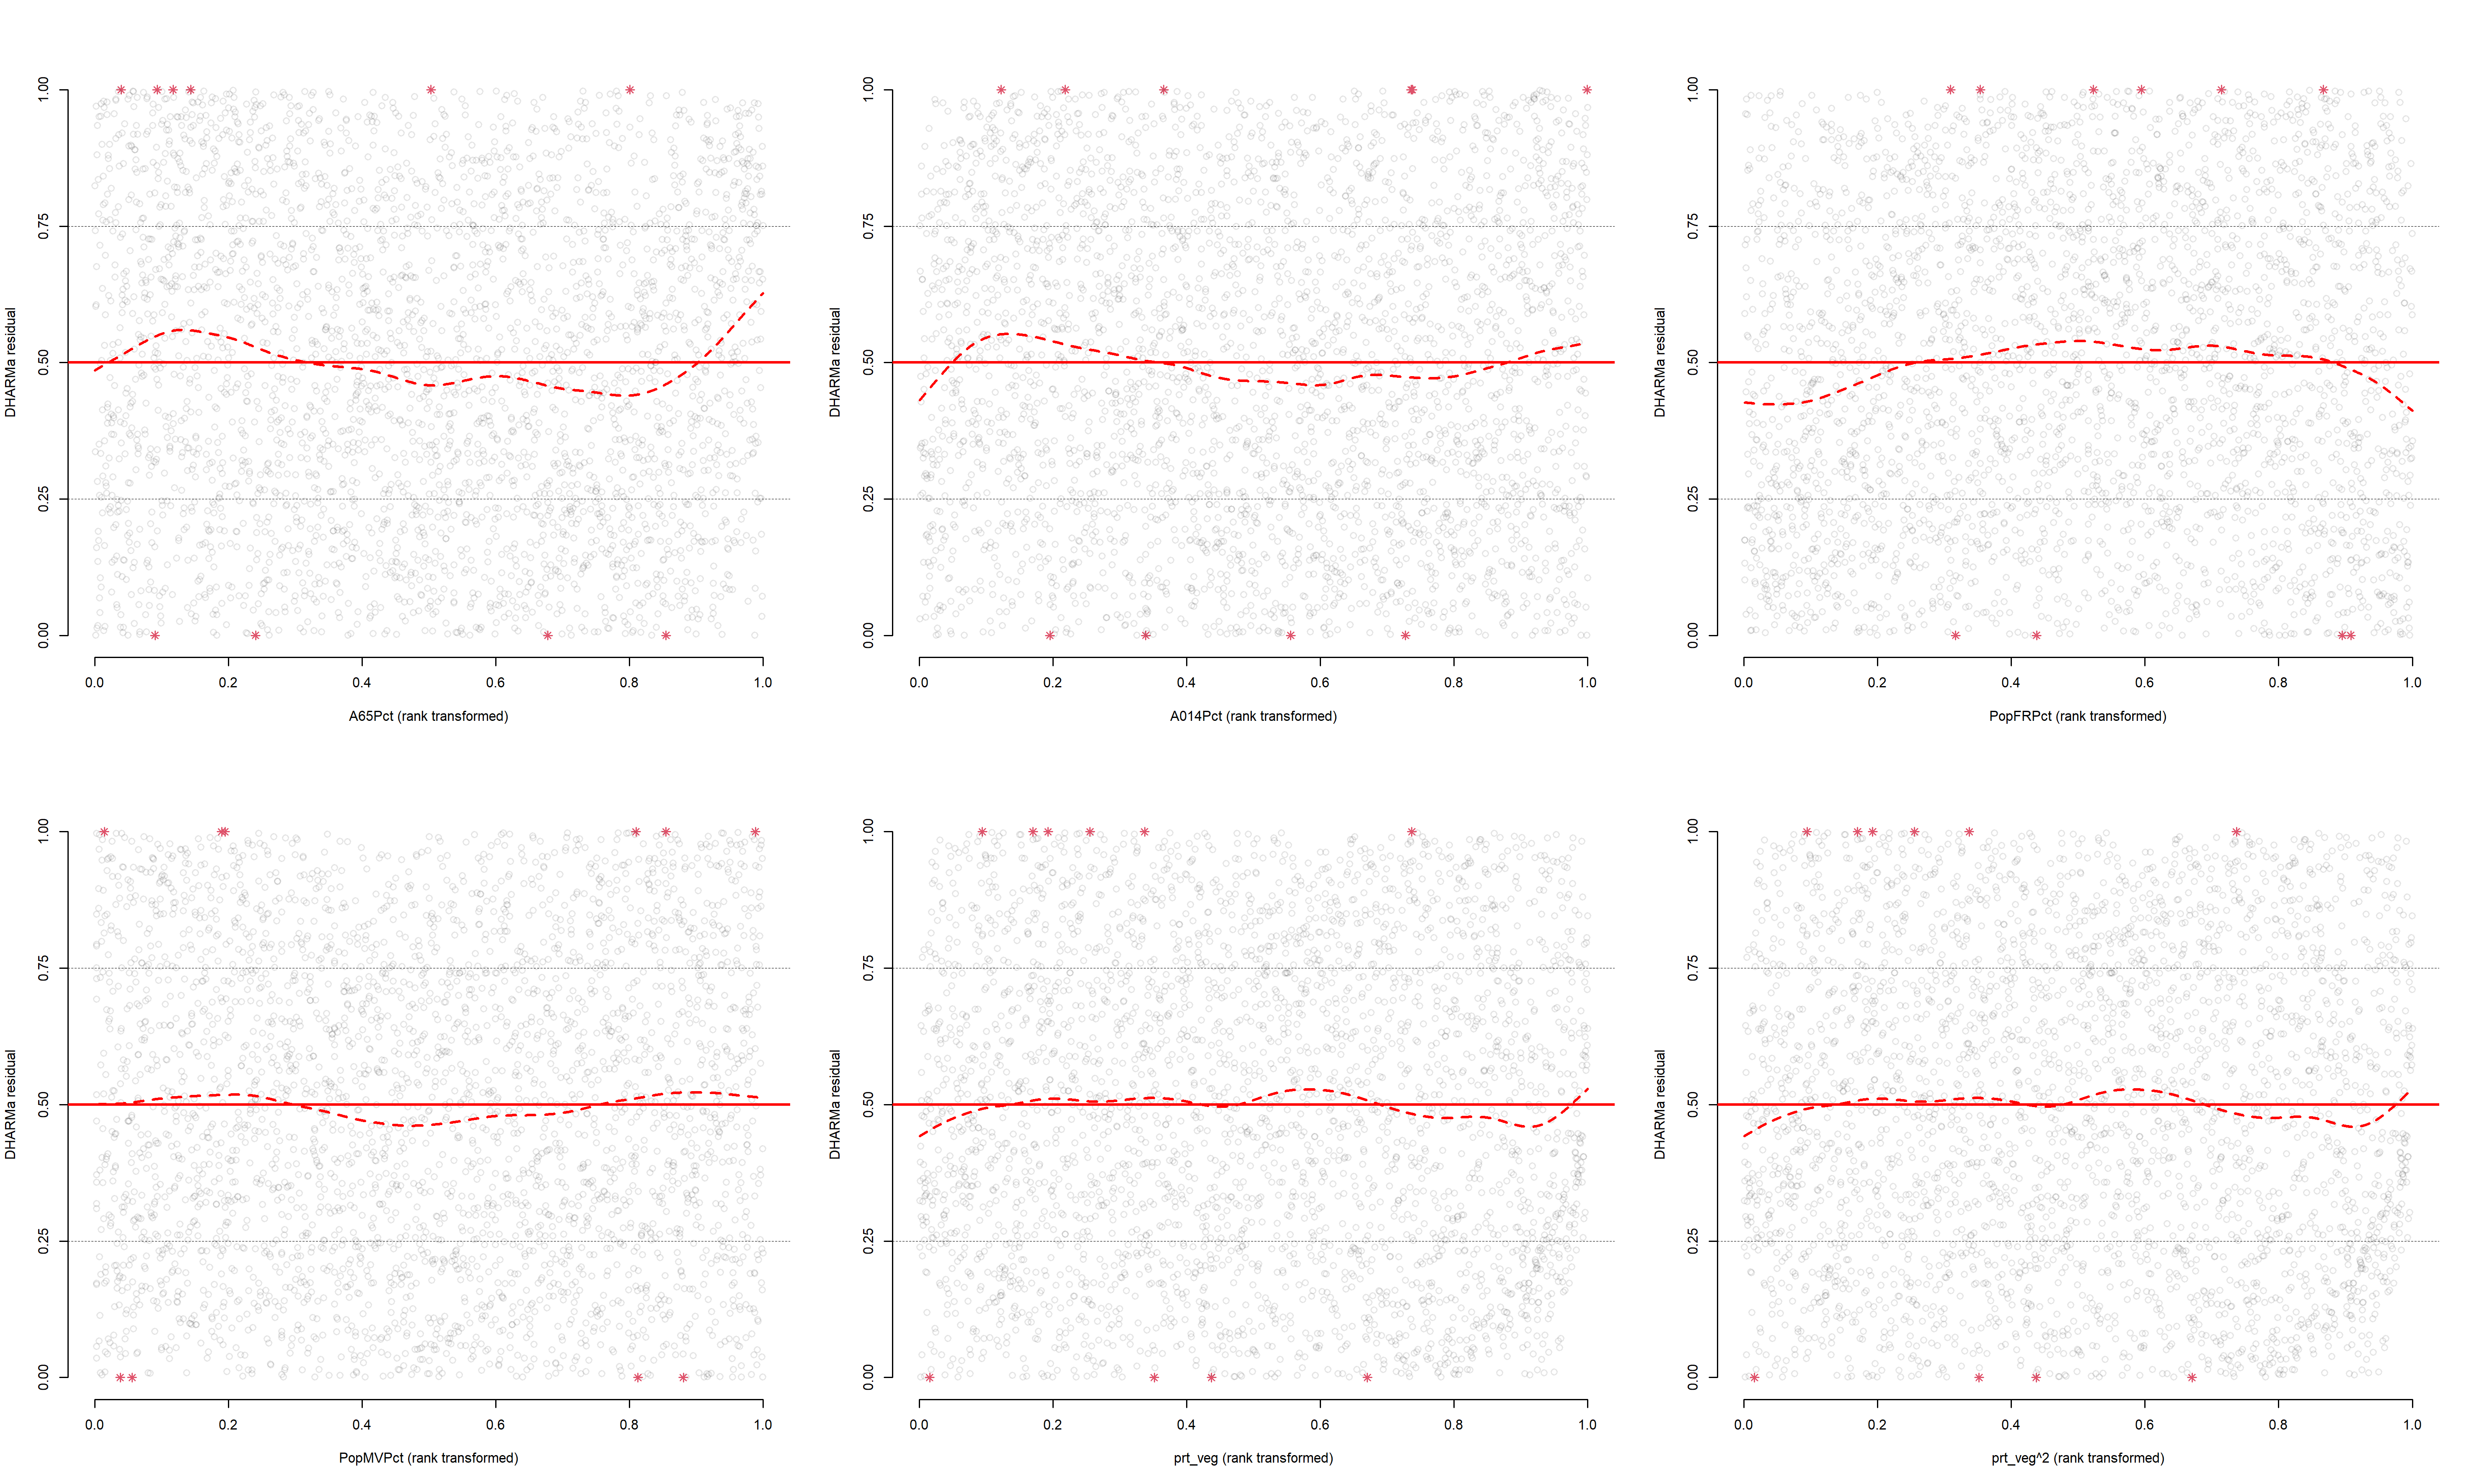 DHARMa residual
1.00
0.75
0.50
0.25
0.00
0.0 0.2 0.4 0.6 0.8 1.0
A65Pct (rank transformed)
DHARMa residual
1.00
0.75
0.50
0.25
0.00
0.0 0.2 0.4 0.6 0.8 1.0
A014Pct (rank transformed)
DHARMa residual
1.00
0.75
0.50
0.25
0.00
0.0 0.2 0.4 0.6 0.8 1.0
PopFRPct (rank transformed)
DHARMa residual
1.00
0.75
0.50
0.25
0.00
0.0 0.2 0.4 0.6 0.8 1.0
PopMVPct (rank transformed)
DHARMa residual
1.00
0.75
0.50
0.25
0.00
0.0 0.2 0.4 0.6 0.8 1.0
prt_veg (rank transformed)
DHARMa residual
1.00
0.75
0.50
0.25
0.00
0.0 0.2 0.4 0.6 0.8 1.0
prt_veg^2 (rank transformed)